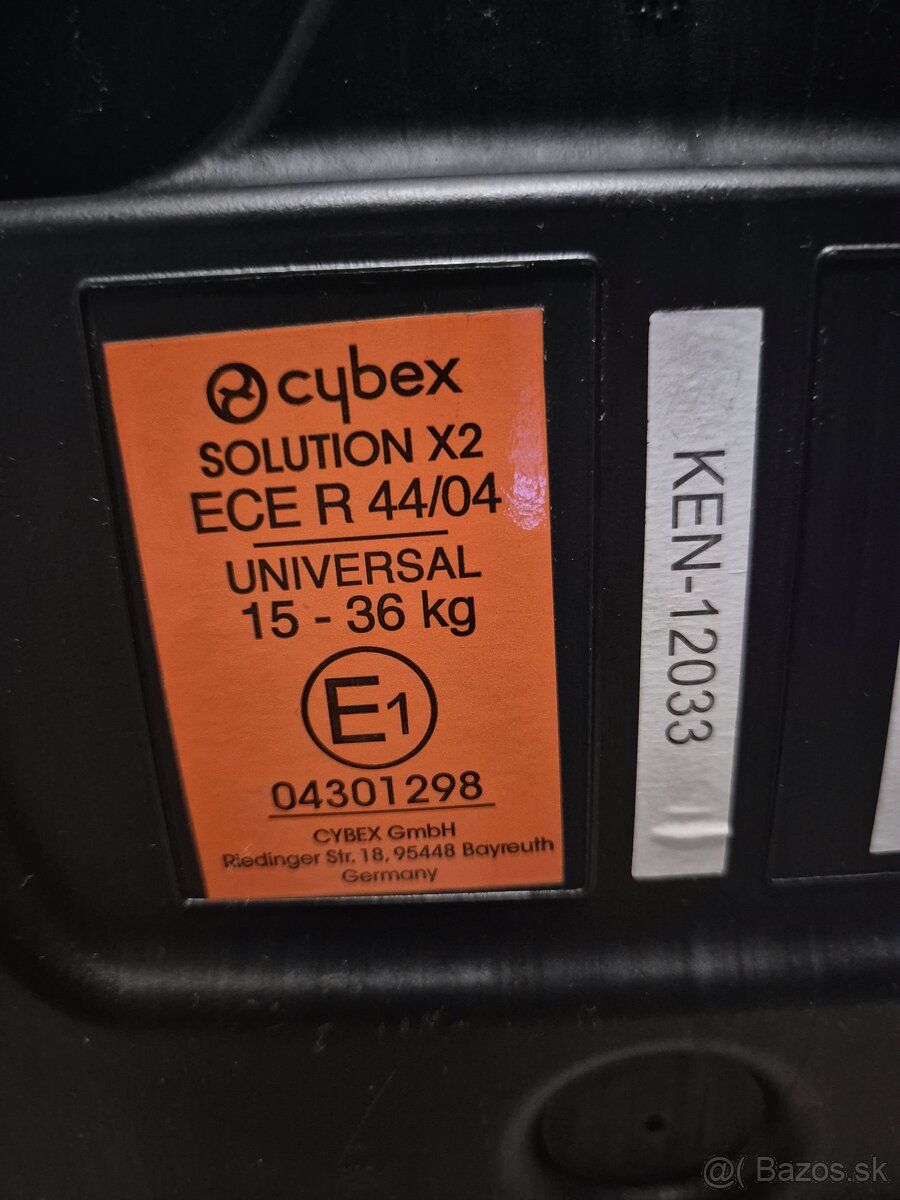 cybex
SOLUTION X2
ECE R 44/04
UNIVERSAL
15 - 36 kg
E1
04301298
CYBEX GmbH
Riedinger Str. 18, 95448 Bayreuth
Germany
KEN-12033
@( Bazos.sk